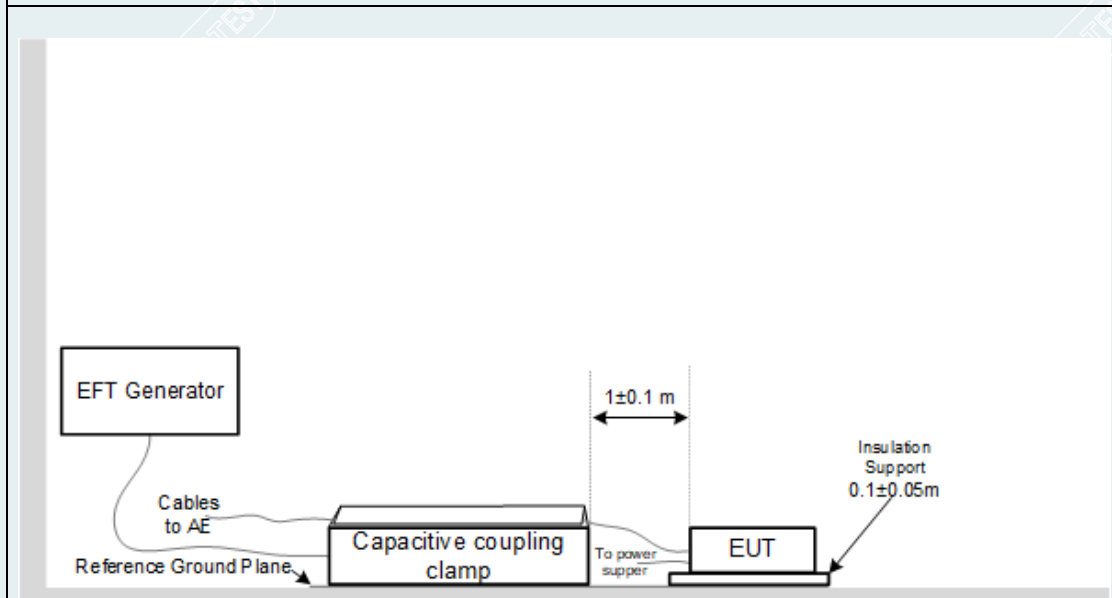 TEST
EFT Generator
1±0.1 m
Insulation
Support
0.1±0.05m
Cables
to AE
Capacitive coupling
clamp
To power
supper
EUT
Reference Ground Plane